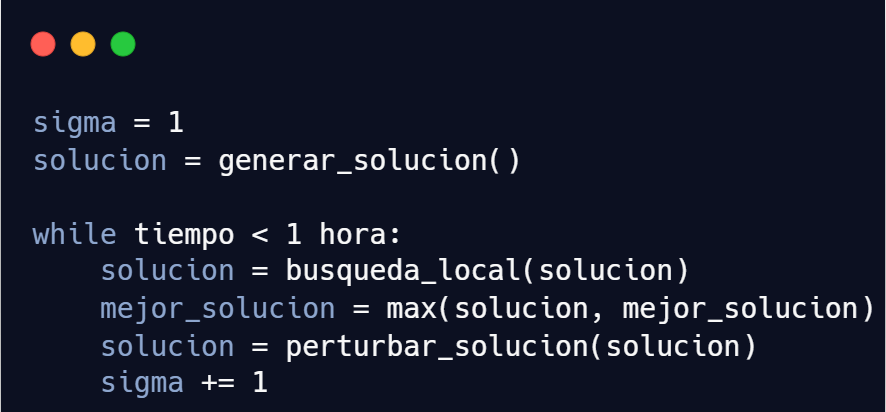 sigma = 1
solucion = generar_solucion()
while tiempo < 1 hora:
    solucion = busqueda_local(solucion)
    mejor_solucion = max(solucion, mejor_solucion)
    solucion = perturbar_solucion(solucion)
    sigma += 1